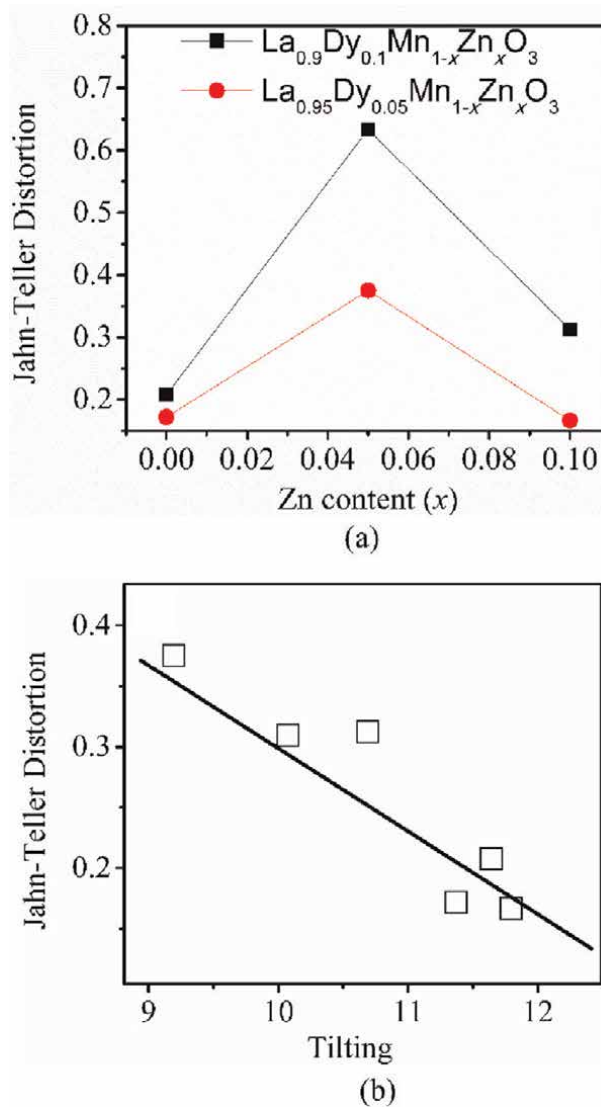 0.8
La0.9Dy0.1Mn1-xZnxO3
0.7
La0.95Dy0.05Mn1-xZnxO3
0.6
0.5
0.4
0.3
0.2
Jahn-Teller Distortion
0.00 0.02 0.04 0.06 0.08 0.10
Zn content (x)
(a)
0.4
0.3
0.2
Jahn-Teller Distortion
9 10 11 12
Tilting
(b)